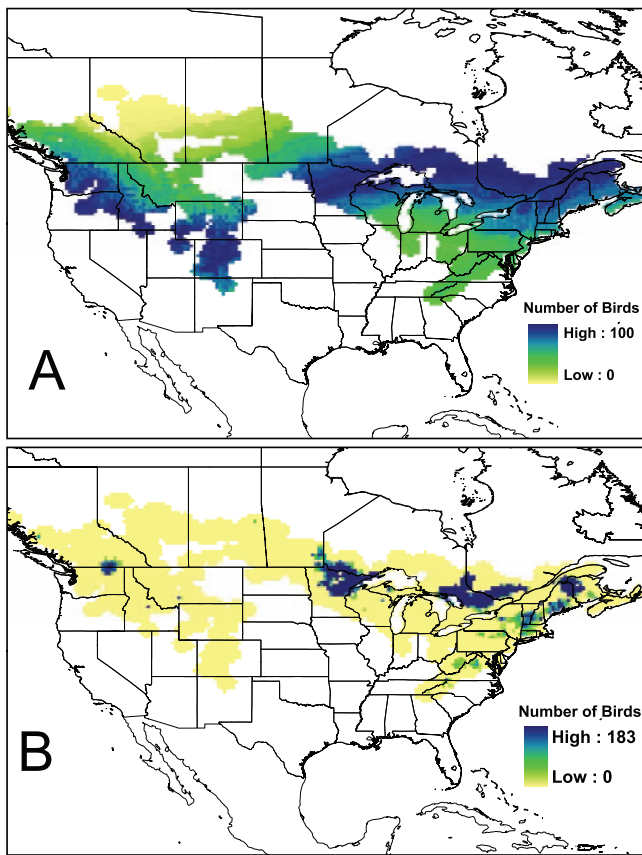 A
Number of Birds
High : 100
Low : 0
B
Number of Birds
High : 183
Low : 0